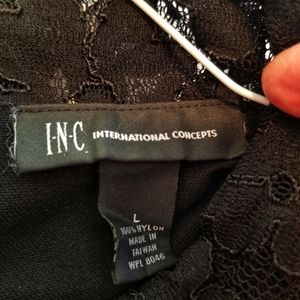 I·N·C INTERNATIONAL CONCEPTS
L
100% NYLON
MADE IN
TAIWAN
WPL 8046